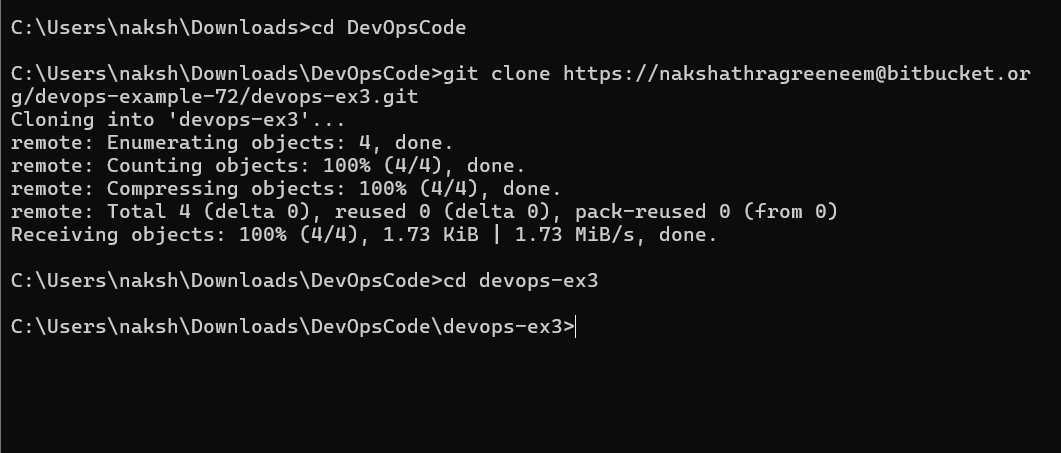 C:\Users\naksh\Downloads>cd DevOpsCode
C:\Users\naksh\Downloads\DevOpsCode>git clone https://nakshathragreeneem@bitbucket.or
g/devops-example-72/devops-ex3.git
Cloning into 'devops-ex3'...
remote: Enumerating objects: 4, done.
remote: Counting objects: 100% (4/4), done.
remote: Compressing objects: 100% (4/4), done.
remote: Total 4 (delta 0), reused 0 (delta 0), pack-reused 0 (from 0)
Receiving objects: 100% (4/4), 1.73 KiB | 1.73 MiB/s, done.
C:\Users\naksh\Downloads\DevOpsCode>cd devops-ex3
C:\Users\naksh\Downloads\DevOpsCode\devops-ex3>